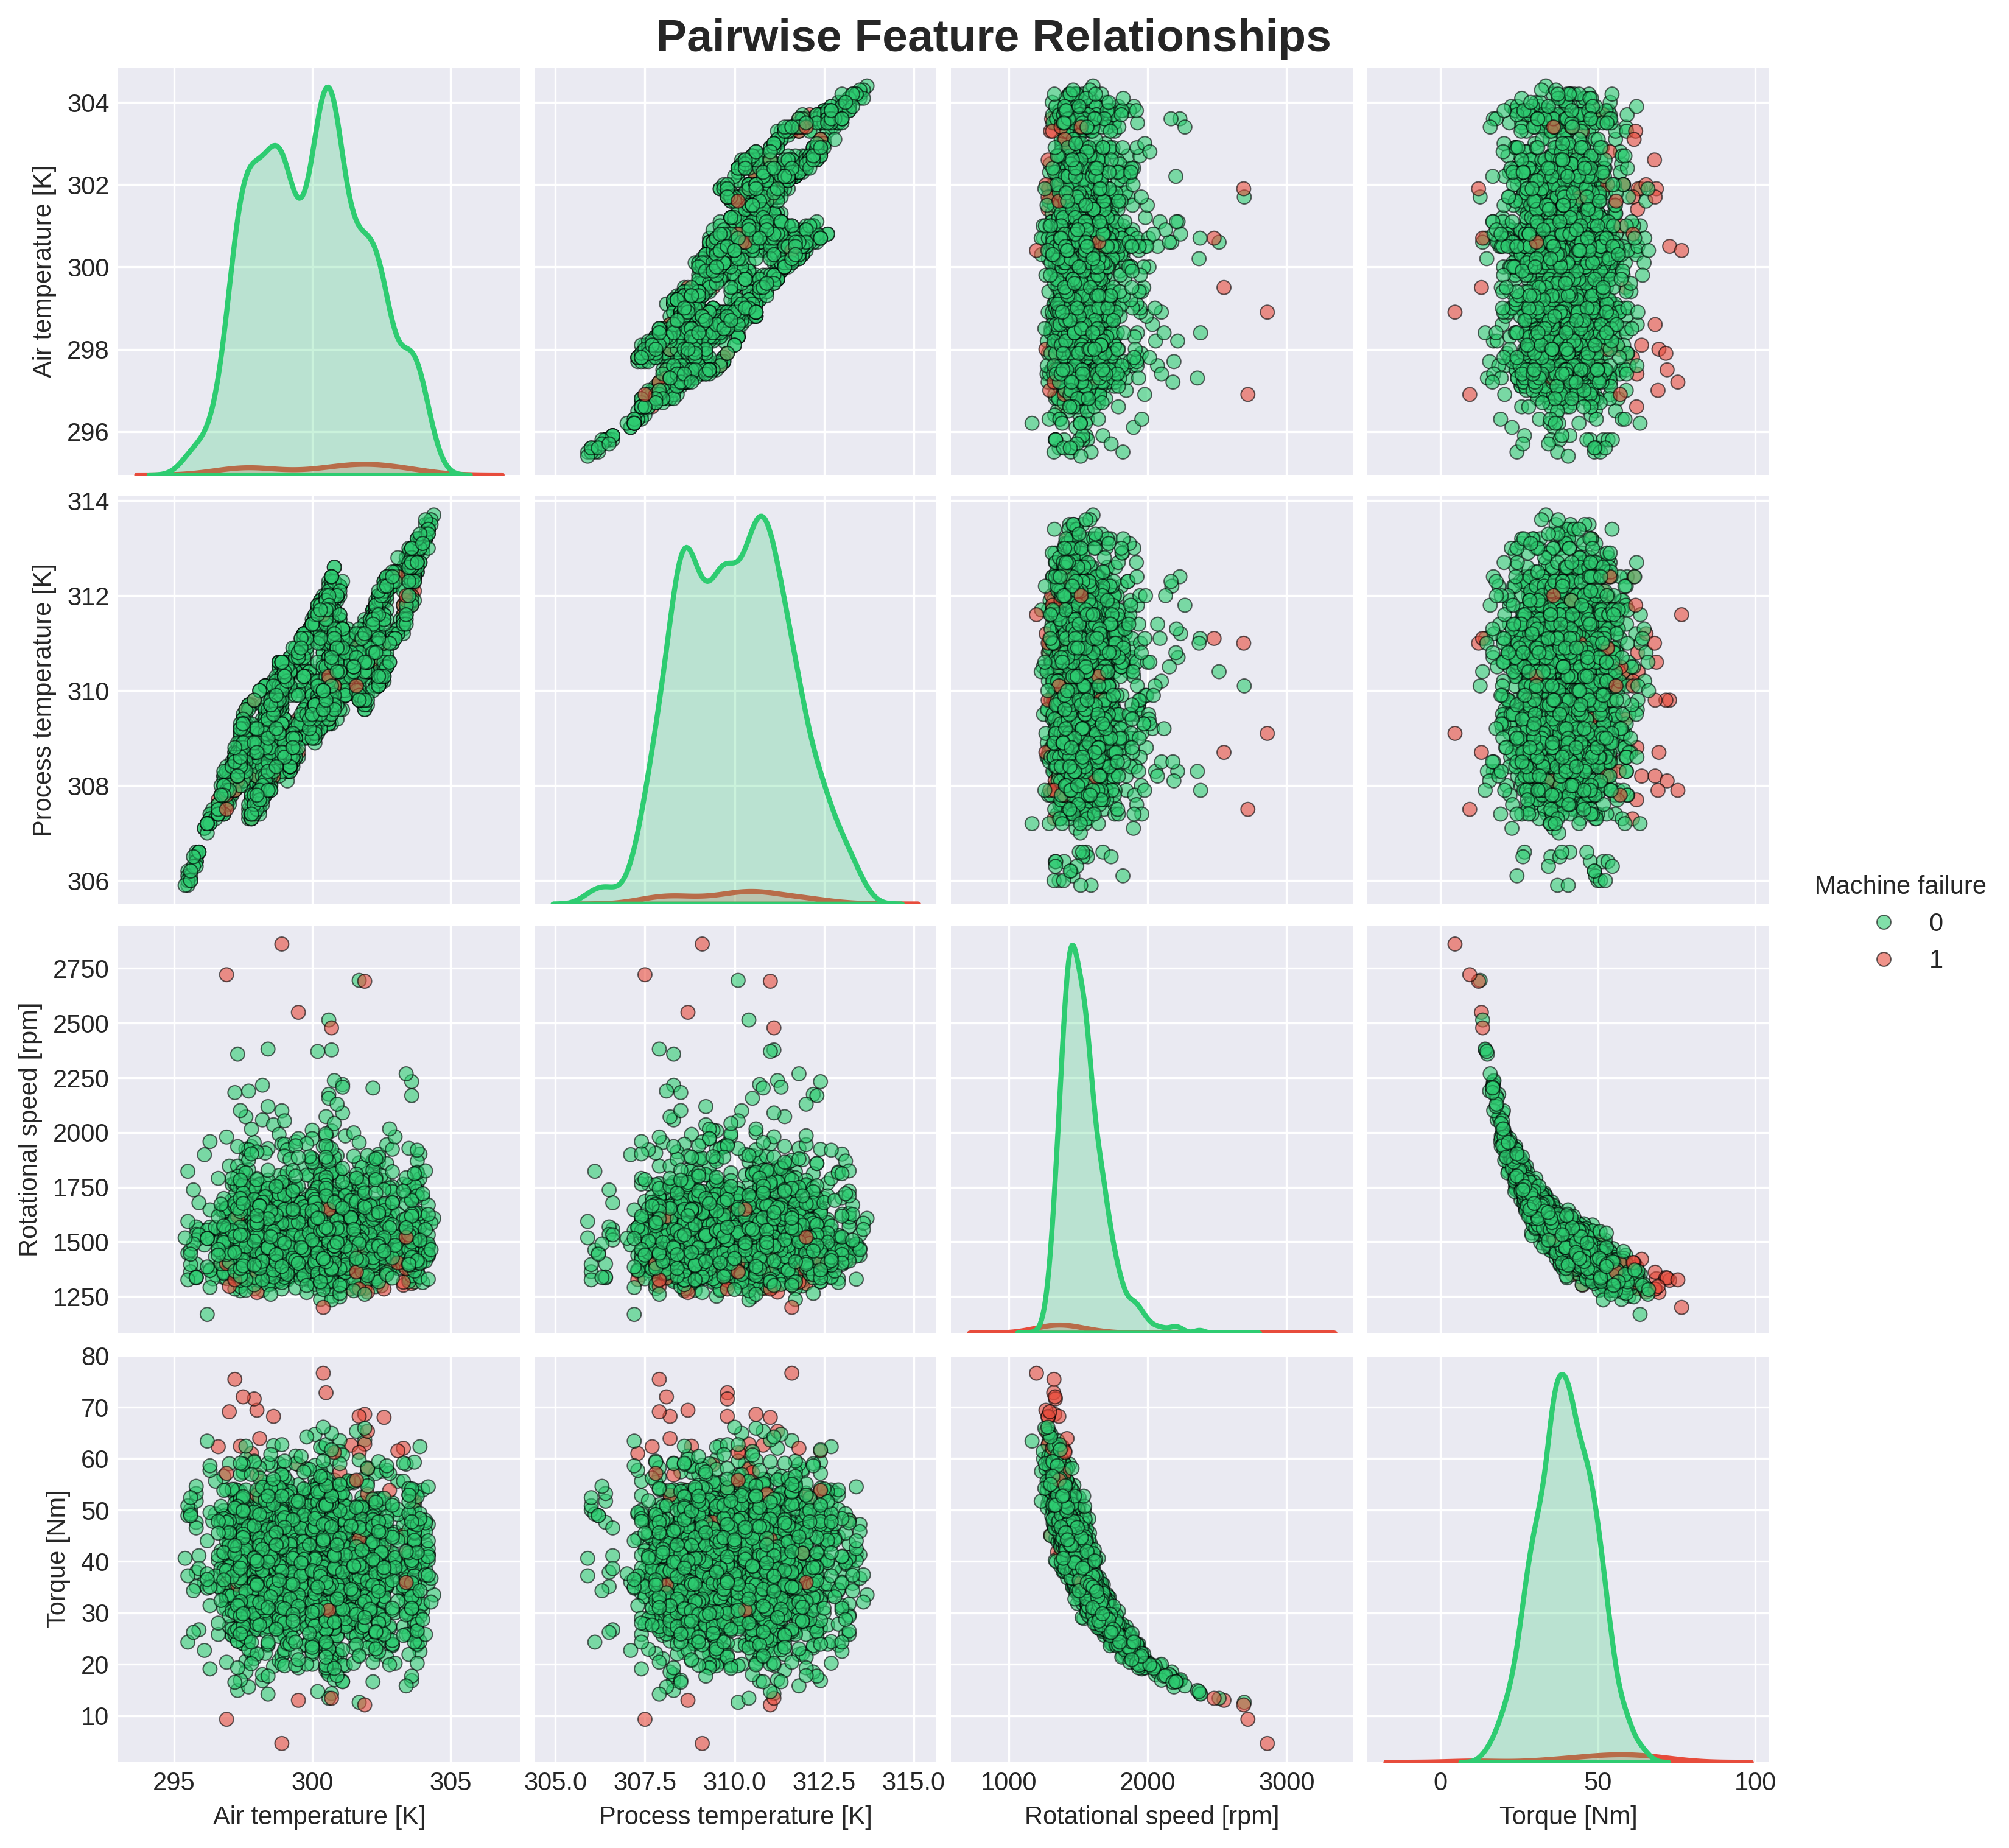 Pairwise Feature Relationships
304
302
300
298
296
Air temperature [K]
314
312
310
308
306
Process temperature [K]
2750
2500
2250
2000
1750
1500
1250
Rotational speed [rpm]
80
70
60
50
40
30
20
10
Torque [Nm]
295 300 305
Air temperature [K]
305.0 307.5 310.0 312.5 315.0
Process temperature [K]
1000 2000 3000
Rotational speed [rpm]
0 50 100
Torque [Nm]
Machine failure
0
1